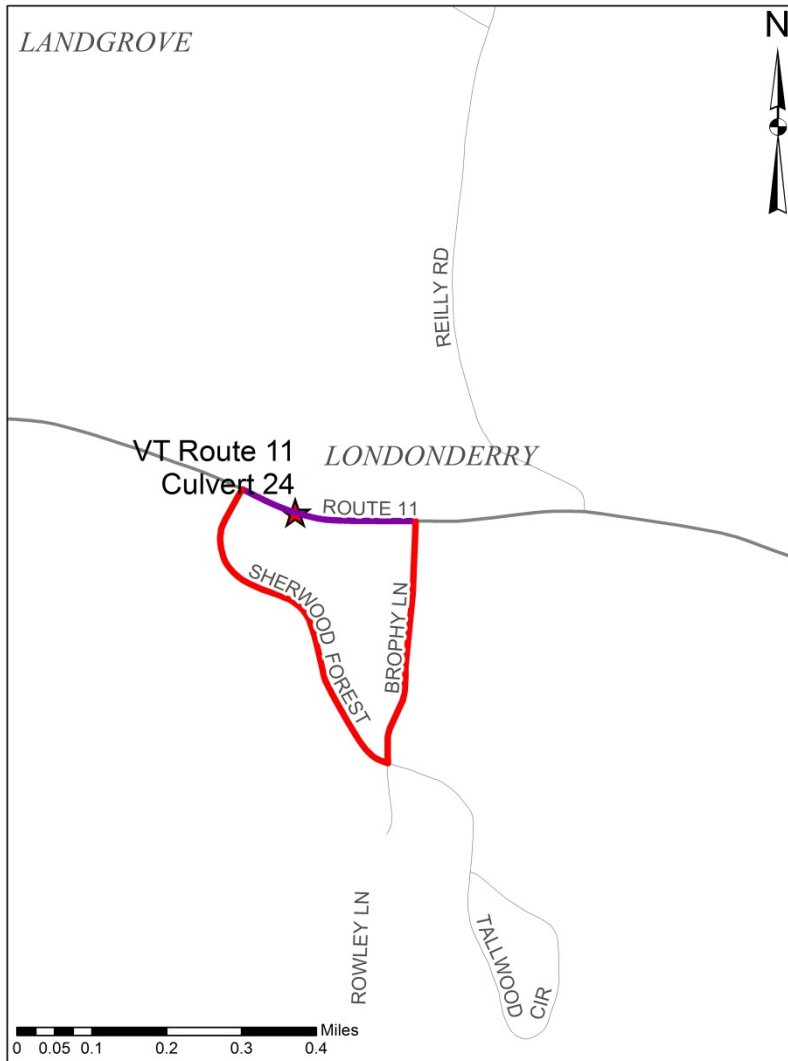 LANDGROVE
N
REILLY RD
VT Route 11
Culvert 24
LONDONDERRY
ROUTE 11
SHERWOOD FOREST
BROPHY LN
ROWLEY LN
TALLWOOD
CIR
Miles
0 0.05 0.1 0.2 0.3 0.4